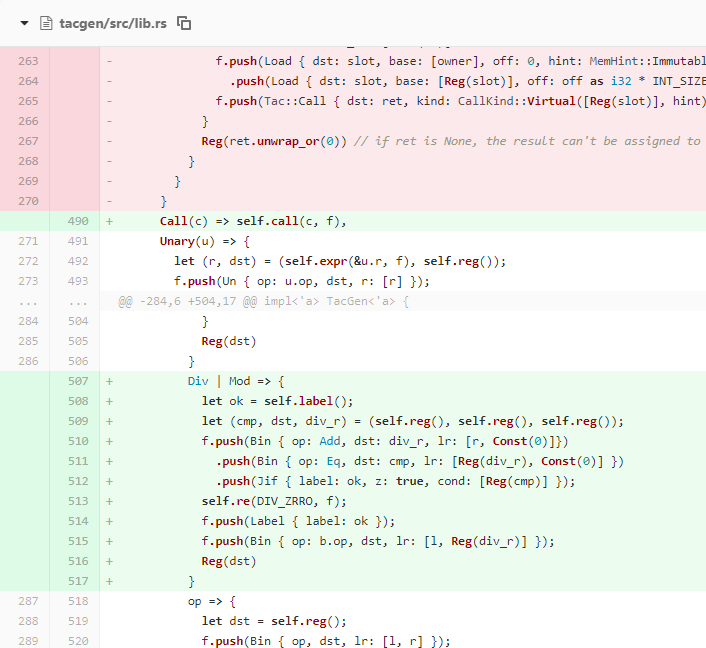 tacgen/src/lib.rs
263 - f.push(Load { dst: slot, base: [owner], off: 0, hint: MemHint::Immutabl
264 - .push(Load { dst: slot, base: [Reg(slot)], off: off as i32 * INT_SIZE
265 - f.push(Tac::Call { dst: ret, kind: CallKind::Virtual([Reg(slot)], hint)
266 - }
267 - Reg(ret.unwrap_or(0)) // if ret is None, the result can't be assigned to
268 - }
269 - }
270 - }
490 + Call(c) => self.call(c, f),
271 491 Unary(u) => {
272 492 let (r, dst) = (self.expr(&u.r, f), self.reg());
273 493 f.push(Un { op: u.op, dst, r: [r] });
... ... @@ -284,6 +504,17 @@ impl<'a> TacGen<'a> {
284 504 }
285 505 Reg(dst)
286 506 }
507 + Div | Mod => {
508 + let ok = self.label();
509 + let (cmp, dst, div_r) = (self.reg(), self.reg(), self.reg());
510 + f.push(Bin { op: Add, dst: div_r, lr: [r, Const(0)]})
511 + .push(Bin { op: Eq, dst: cmp, lr: [Reg(div_r), Const(0)] })
512 + .push(Jif { label: ok, z: true, cond: [Reg(cmp)] });
513 + self.re(DIV_ZRRO, f);
514 + f.push(Label { label: ok });
515 + f.push(Bin { op: b.op, dst, lr: [l, Reg(div_r)] });
516 + Reg(dst)
517 + }
287 518 op => {
288 519 let dst = self.reg();
289 520 f.push(Bin { op, dst, lr: [l, r] });